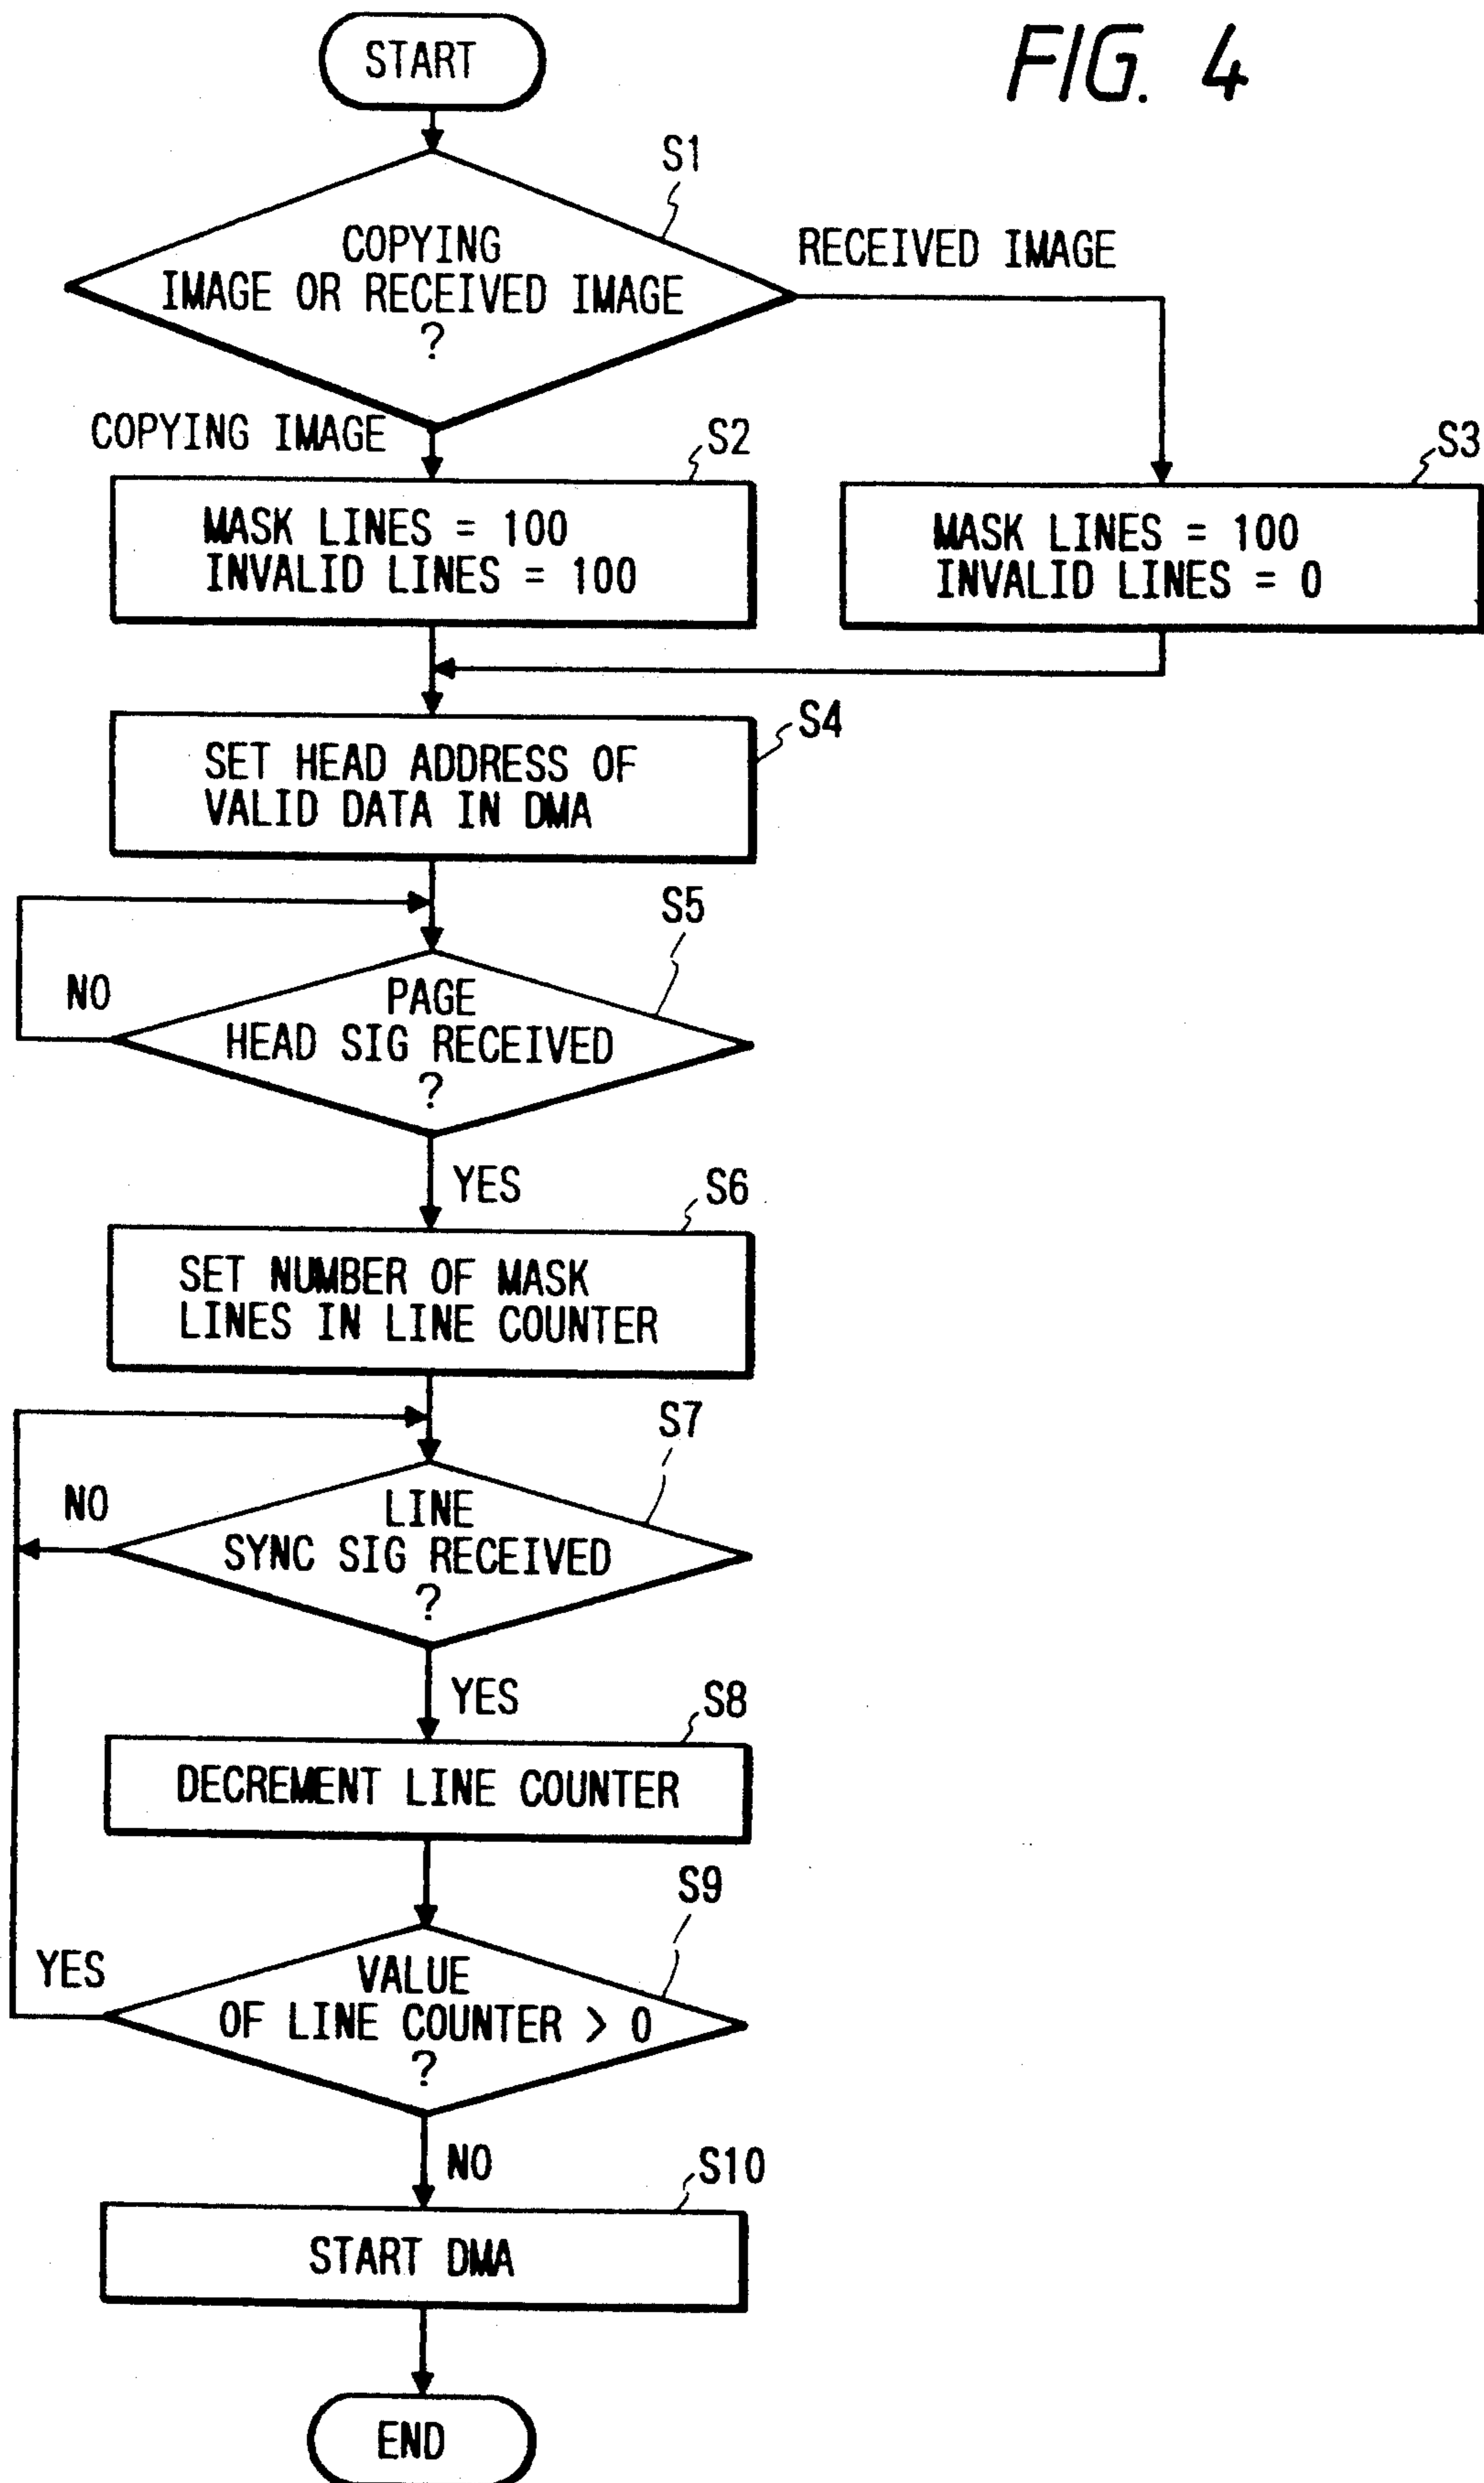 FIG. 4
START
S1
COPYING
IMAGE OR RECEIVED IMAGE
?
RECEIVED IMAGE
COPYING IMAGE
S2
MASK LINES = 100
INVALID LINES = 100
S3
MASK LINES = 100
INVALID LINES = 0
S4
SET HEAD ADDRESS OF
VALID DATA IN DMA
S5
NO
PAGE
HEAD SIG RECEIVED
?
YES
S6
SET NUMBER OF MASK
LINES IN LINE COUNTER
S7
NO
LINE
SYNC SIG RECEIVED
?
YES
S8
DECREMENT LINE COUNTER
S9
YES
VALUE
OF LINE COUNTER > 0
?
NO
S10
START DMA
END